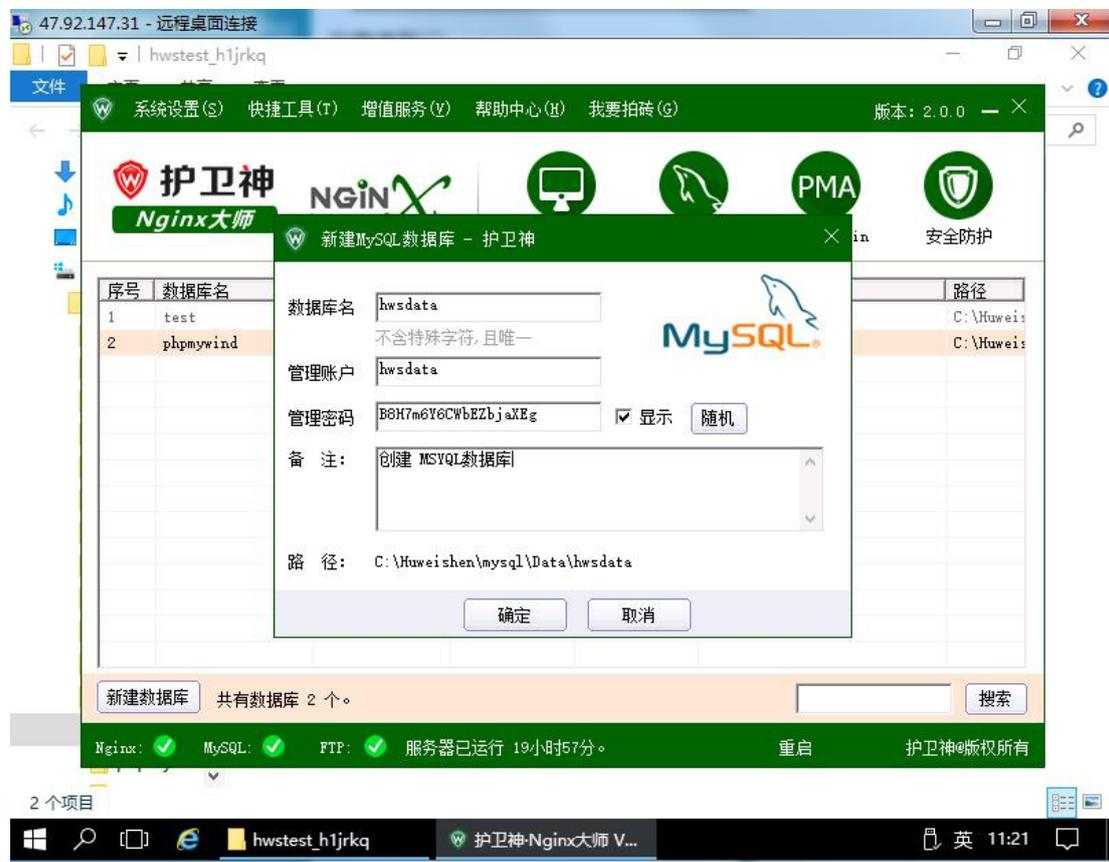 47.92.147.31 - 远程桌面连接
hwstest_h1jrkq
文件
系统设置(S) 快捷工具(T) 增值服务(V) 帮助中心(H) 我要拍砖(G) 版本: 2.0.0
护卫神 NGiNX PMA
Nginx大师 in 安全防护
新建MySQL数据库 - 护卫神
序号 数据库名 路径
1 test C:\Huweis
2 phpmywind C:\Huweis
数据库名 hwsdata
不含特殊字符,且唯一
MySQL
管理账户 hwsdata
管理密码 B8H7m6Y6CWbEZbjaXEg 显示 随机
备 注: 创建 MSYQL数据库
路 径: C:\Huweishen\mysql\Data\hwsdata
确定 取消
新建数据库 共有数据库 2 个。 搜索
Nginx: MySQL: FTP: 服务器已运行 19小时57分。 重启 护卫神@版权所有
2 个项目
hwstest_h1jrkq 护卫神·Nginx大师 V... 英 11:21